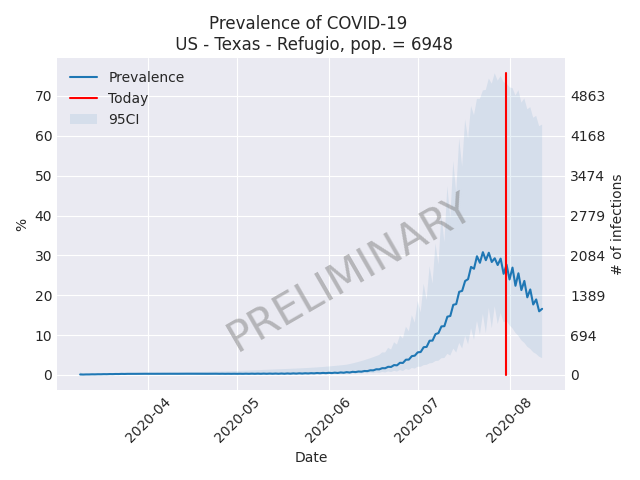 Prevalence of COVID-19
US - Texas - Refugio, pop. = 6948
Prevalence
Today
95CI
70
60
50
40
30
20
10
0
%
4863
4168
3474
2779
2084
1389
694
0
# of infections
PRELIMINARY
2020-04
2020-05
2020-06
2020-07
2020-08
Date